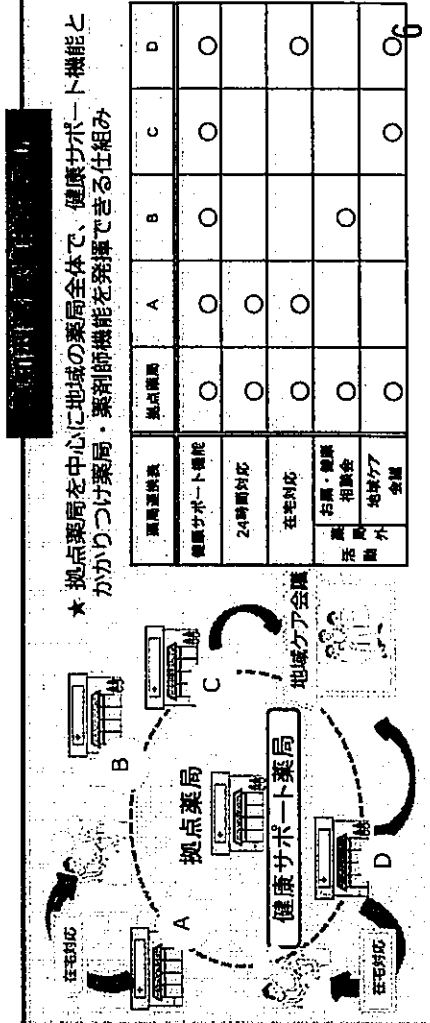 ★ 拠点薬局を中心に地域の薬局全体で、健康サポート機能と
かかりつけ薬局・薬剤師機能を発揮できる仕組み
在宅対応
A
B
C
D
拠点薬局
健康サポート薬局
地域ケア会議
在宅対応
薬局連携表 拠点薬局 A B C D
健康サポート機能 ○ ○ ○ ○ ○
24時間対応 ○ ○
在宅対応 ○ ○ ○
薬局外活動
お薬・健康相談会 ○ ○
地域ケア会議 ○ ○ ○